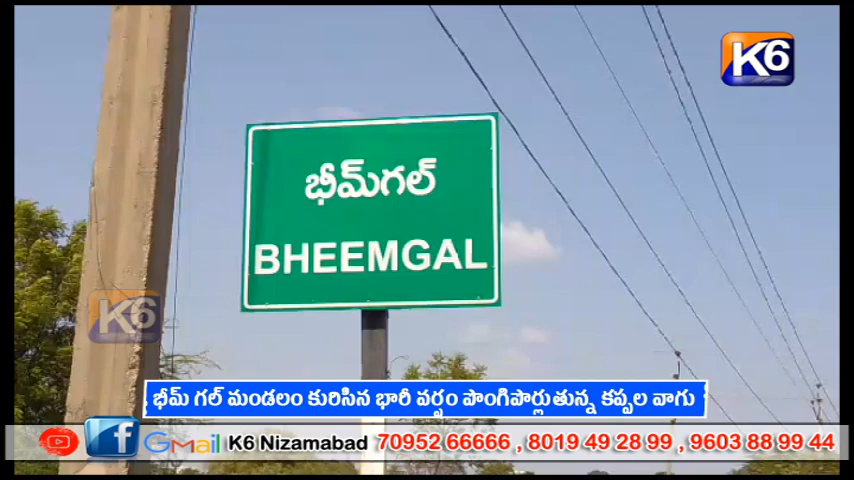 K6
భీమ్‌గల్
BHEEMGAL
K6
భీమ్ గల్ మండలం కురిసిన భారీ వర్షం పొంగిపొర్లుతున్న కప్పల వాగు
f Gmail K6 Nizamabad 70952 66666 , 8019 49 28 99 , 9603 88 99 44